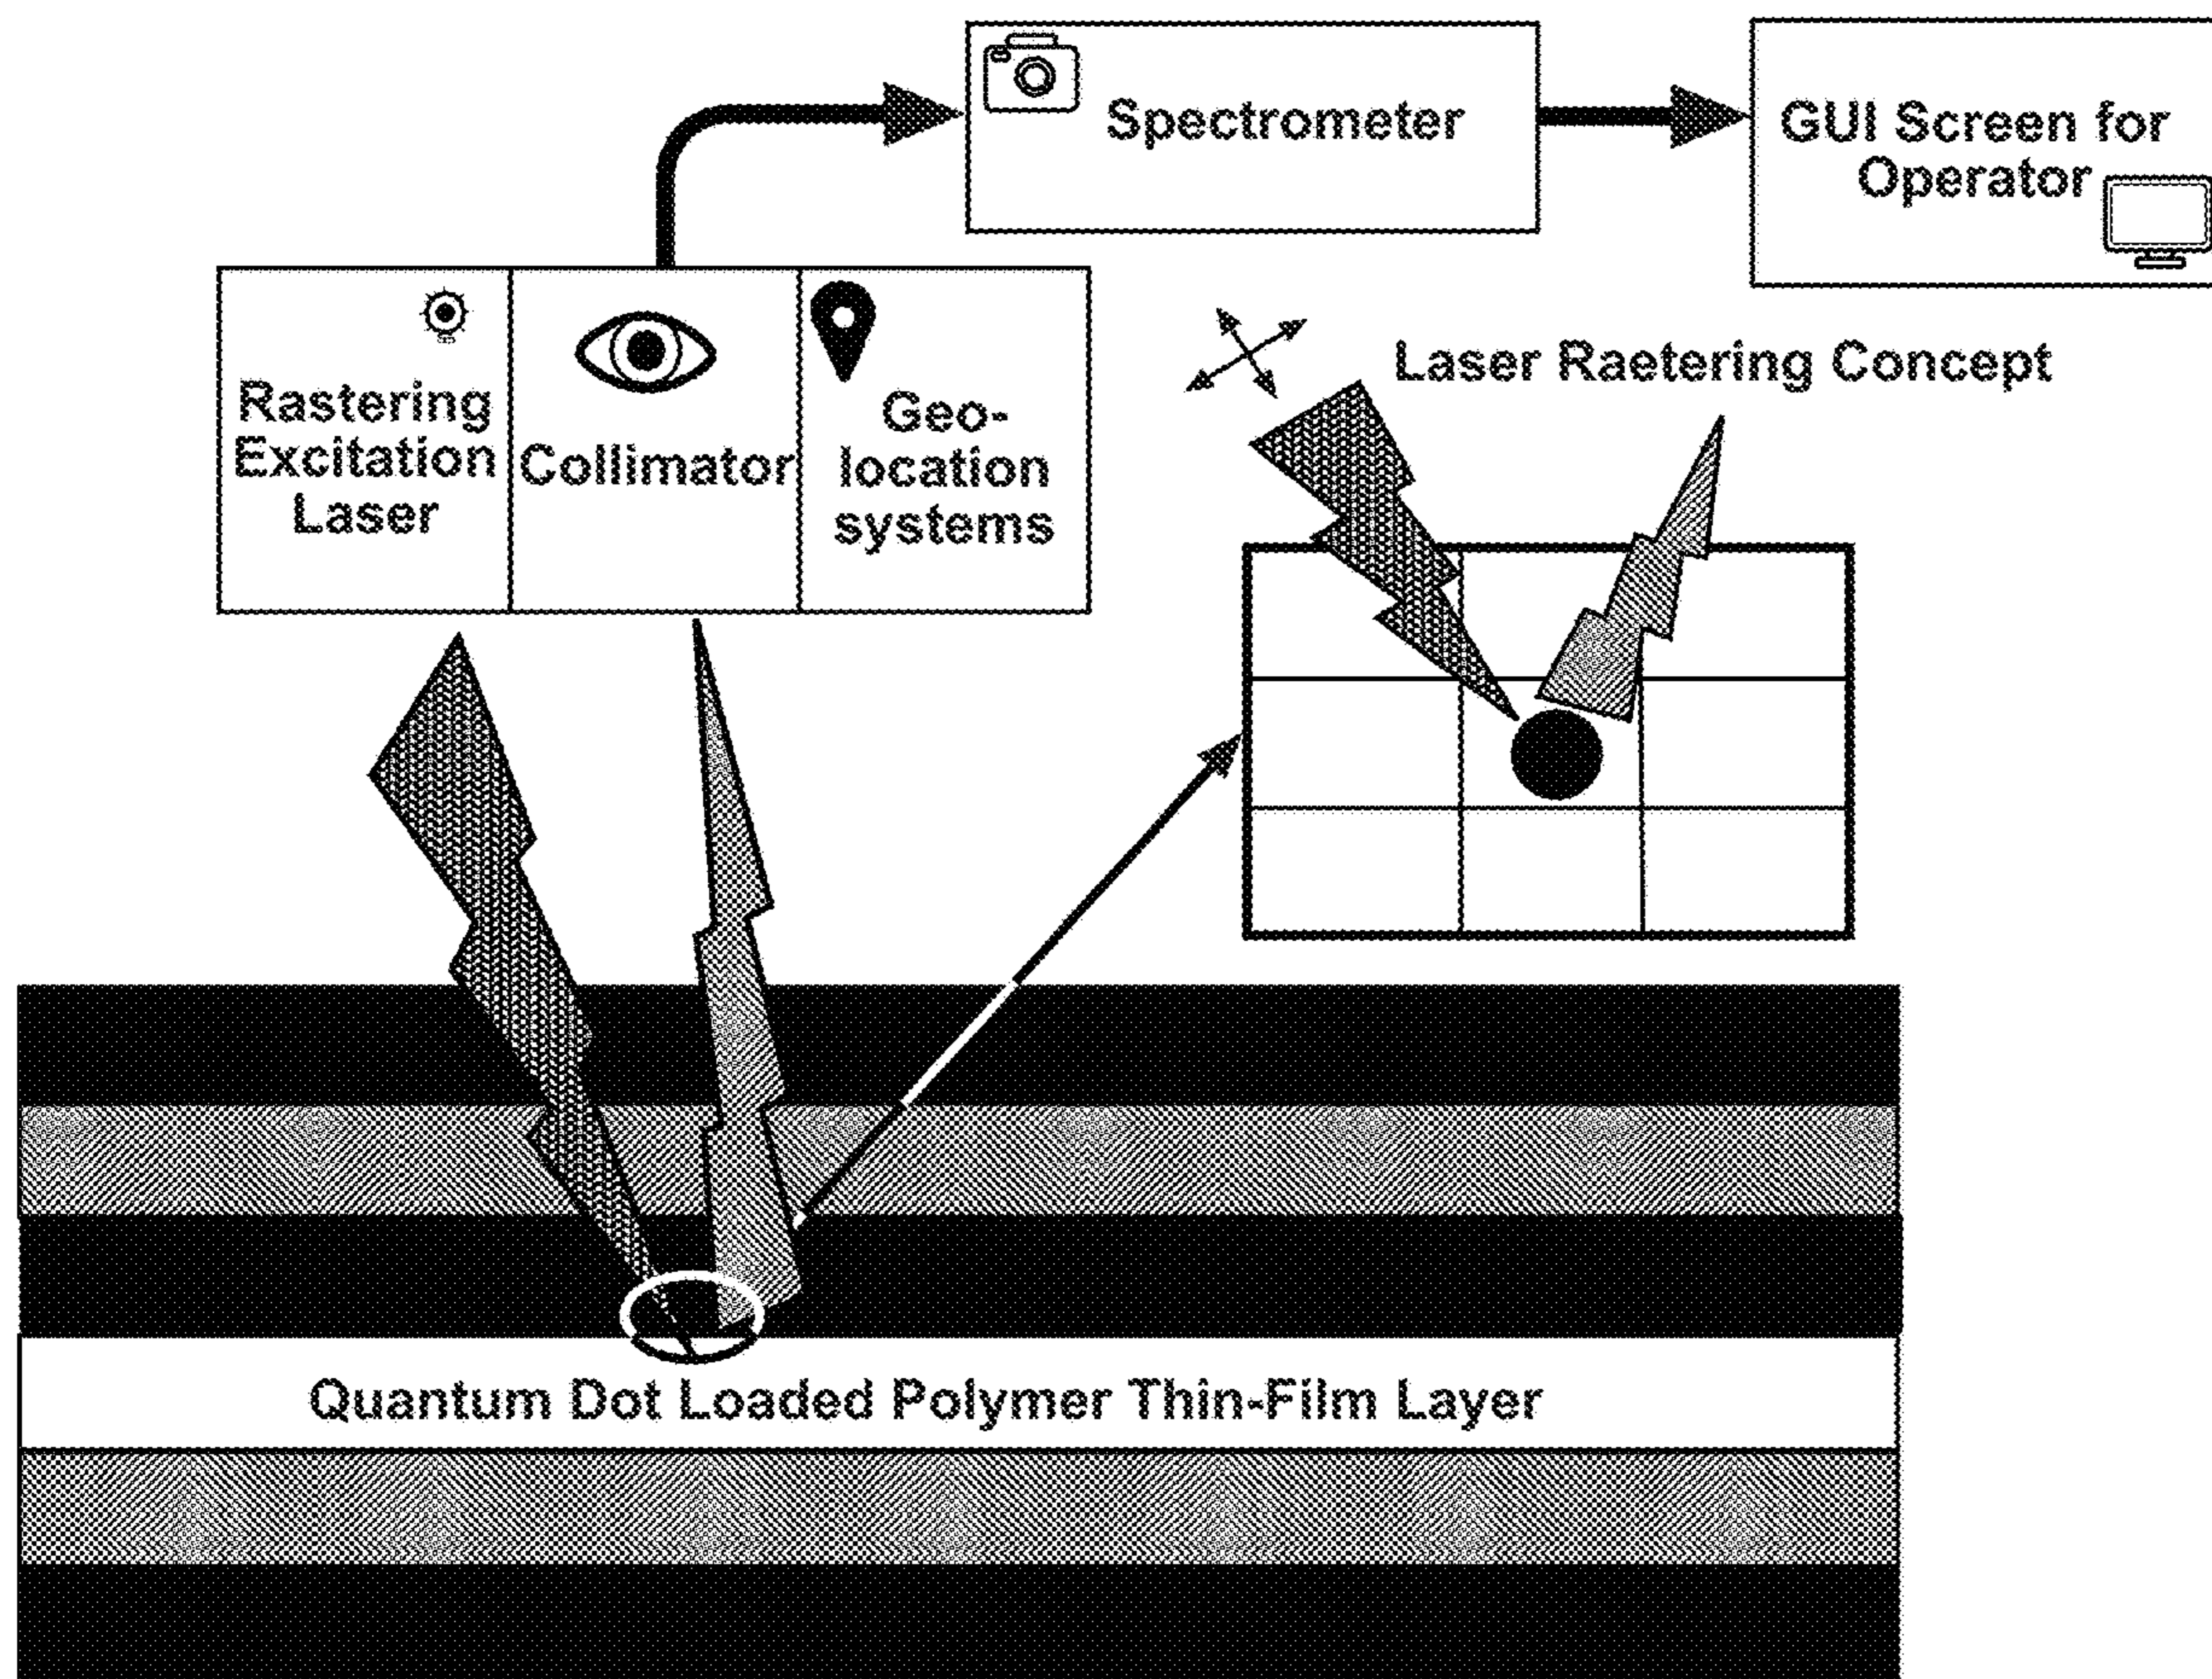 Spectrometer
GUI Screen for
Operator
Rastering
Excitation
Laser
Collimator
Geo-
location
systems
Laser Raetering Concept
Quantum Dot Loaded Polymer Thin-Film Layer